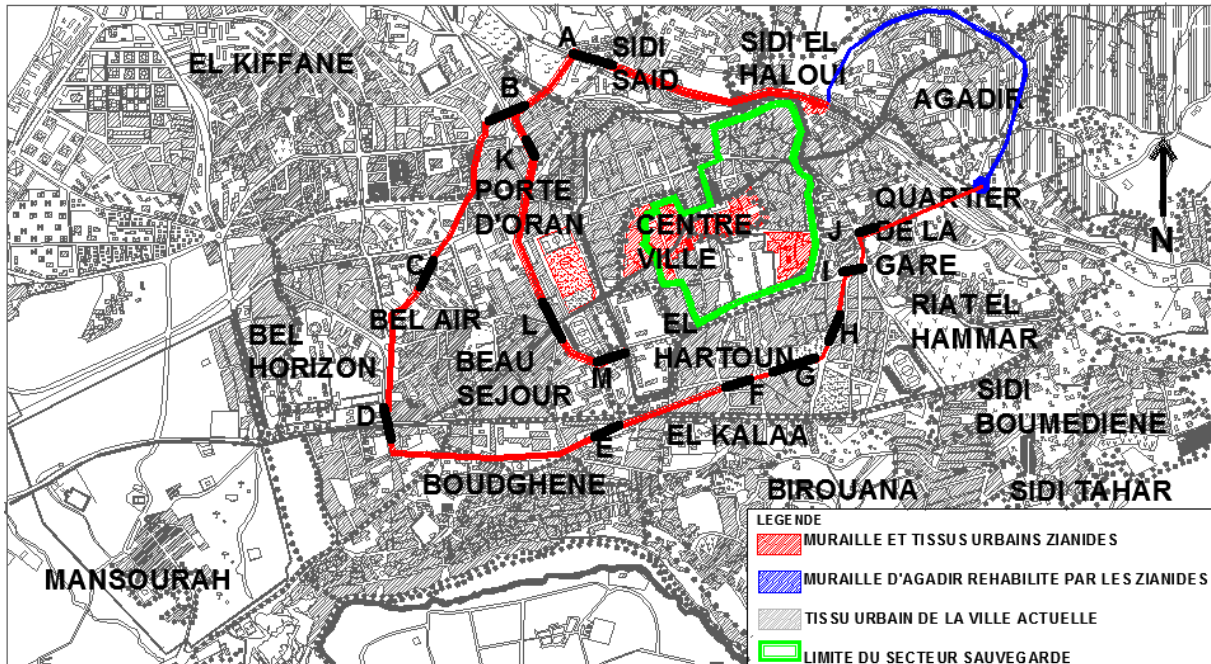 A
SIDI
SAID
SIDI EL
HALOUI
EL KIFFANE
AGADIR
B
K
PORTE
D'ORAN
QUARTIER
DE LA
GARE
J
I
N
CENTRE
VILLE
C
BEL AIR
BEL
HORIZON
L
BEAU
SEJOUR
M
EL
HARTOUN
H
G
F
RIAT EL
HAMMAR
SIDI
BOUMEDIENE
D
E
EL KALAA
BOUDGHENE
BIROUANA
SIDI TAHAR
MANSOURAH
LEGENDE
MURAILLE ET TISSUS URBAINS ZIANIDES
MURAILLE D'AGADIR REHABILITE PAR LES ZIANIDES
TISSU URBAIN DE LA VILLE ACTUELLE
LIMITE DU SECTEUR SAUVEGARDE